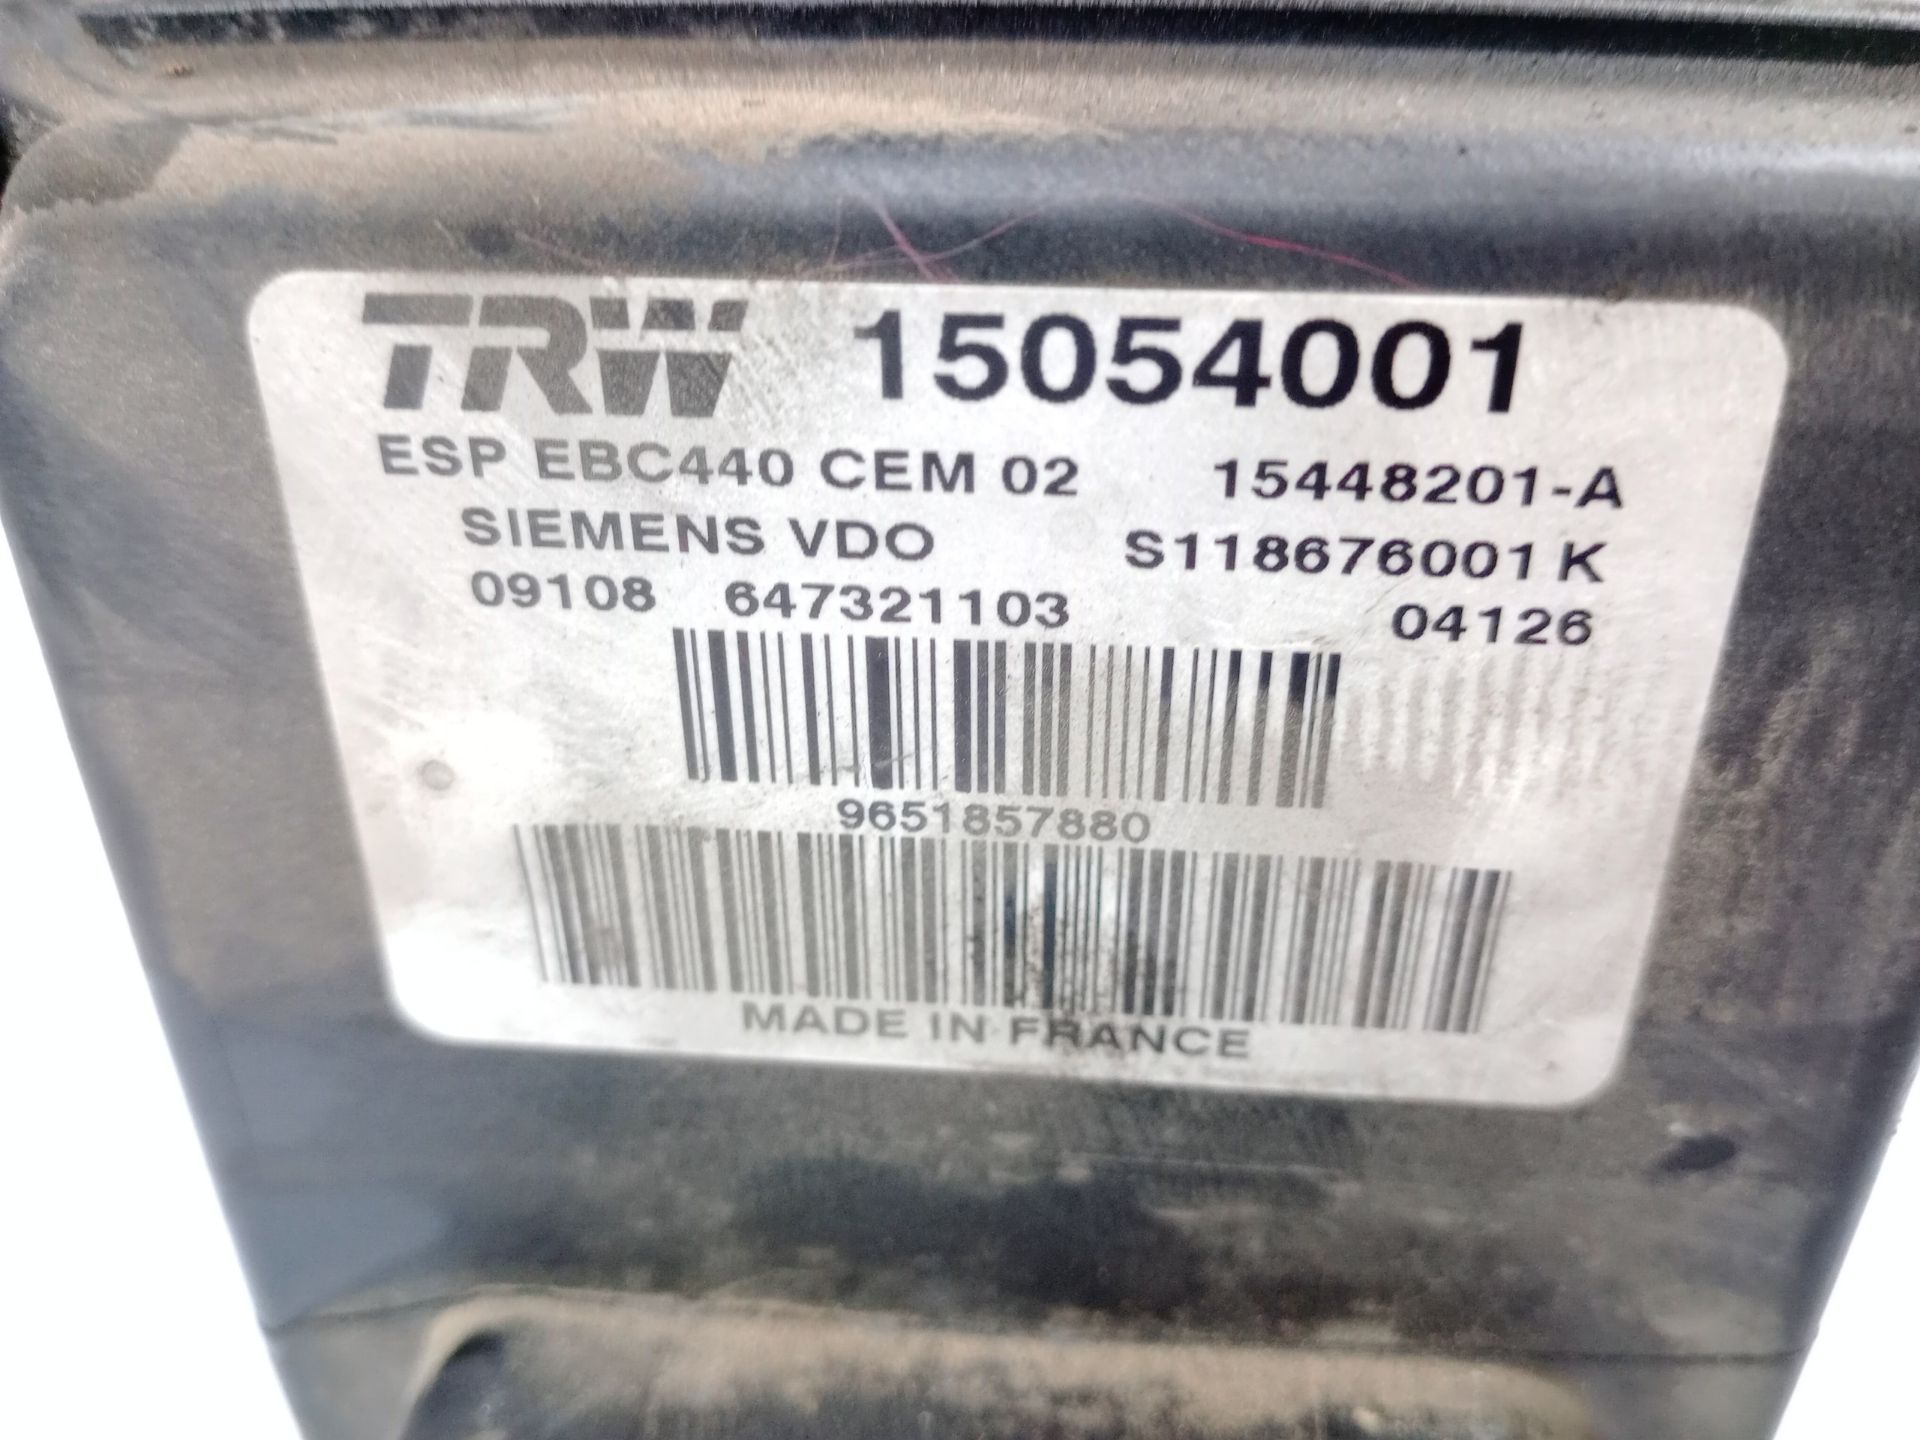 TRW 15054001
ESP EBC440 CEM 02 15448201-A
SIEMENS VDO S118676001 K
09108 647321103 04126
9651857880
MADE IN FRANCE